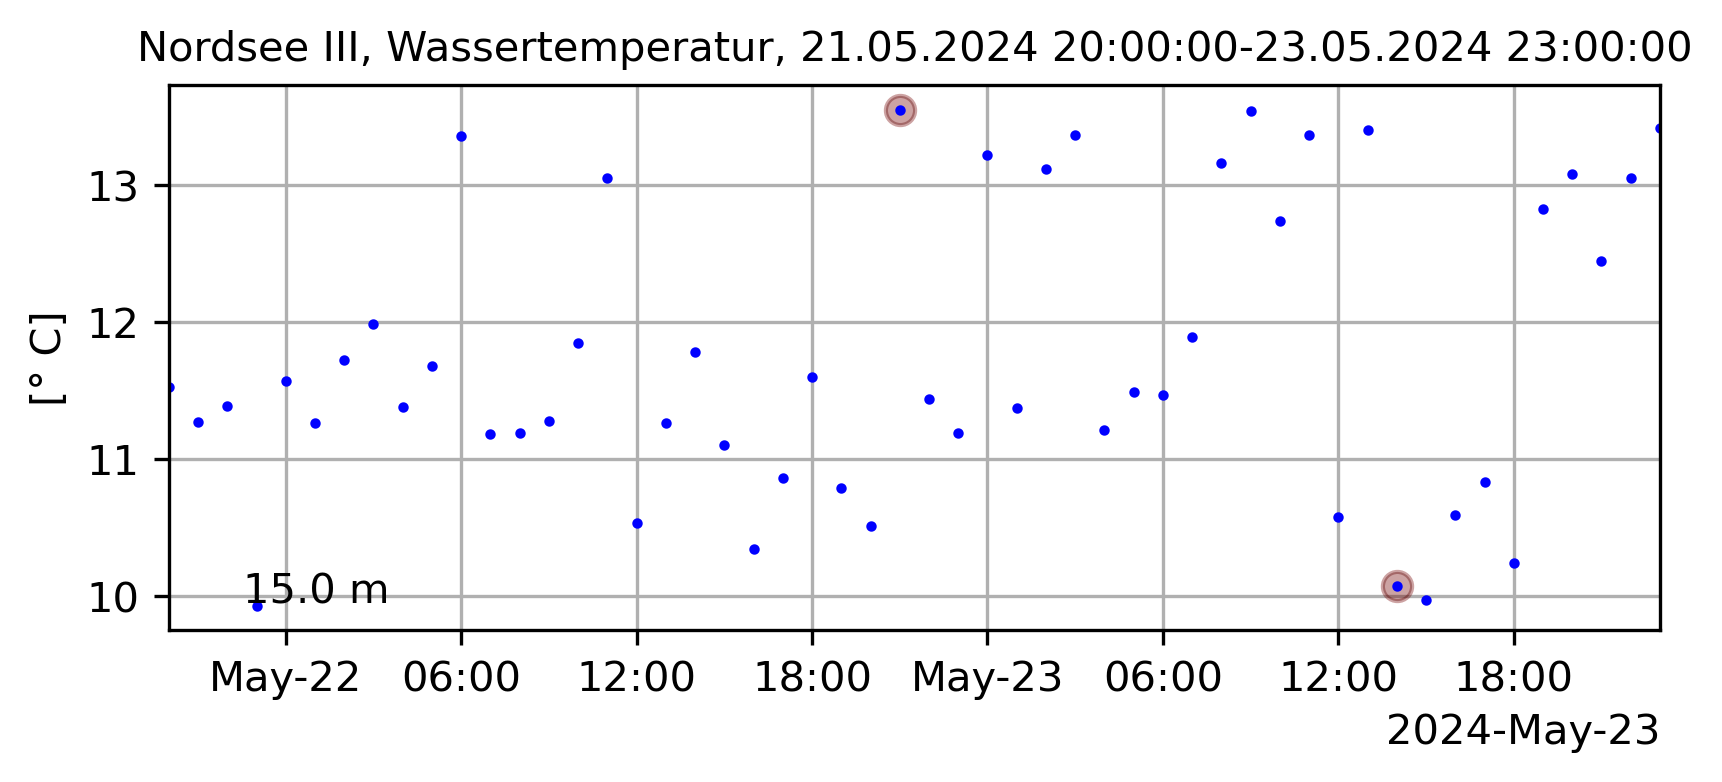 Nordsee III, Wassertemperatur, 21.05.2024 20:00:00-23.05.2024 23:00:00
13
12
11
10
[° C]
15.0 m
May-22 06:00 12:00 18:00 May-23 06:00 12:00 18:00
2024-May-23